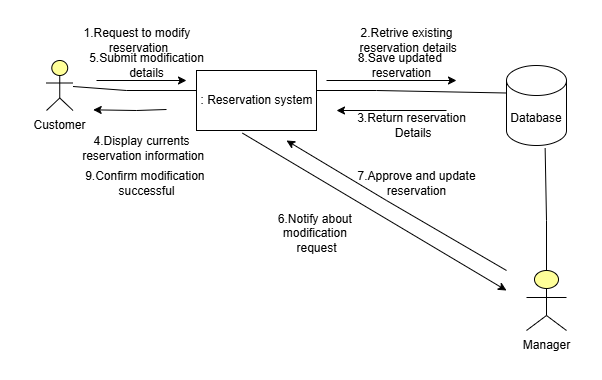 1.Request to modify
reservation
5.Submit modification
details
2.Retrive existing
reservation details
8.Save updated
reservation
: Reservation system
Customer
Database
3.Return reservation
Details
4.Display currents
reservation information
9.Confirm modification
successful
7.Approve and update
reservation
6.Notify about
modification
request
Manager